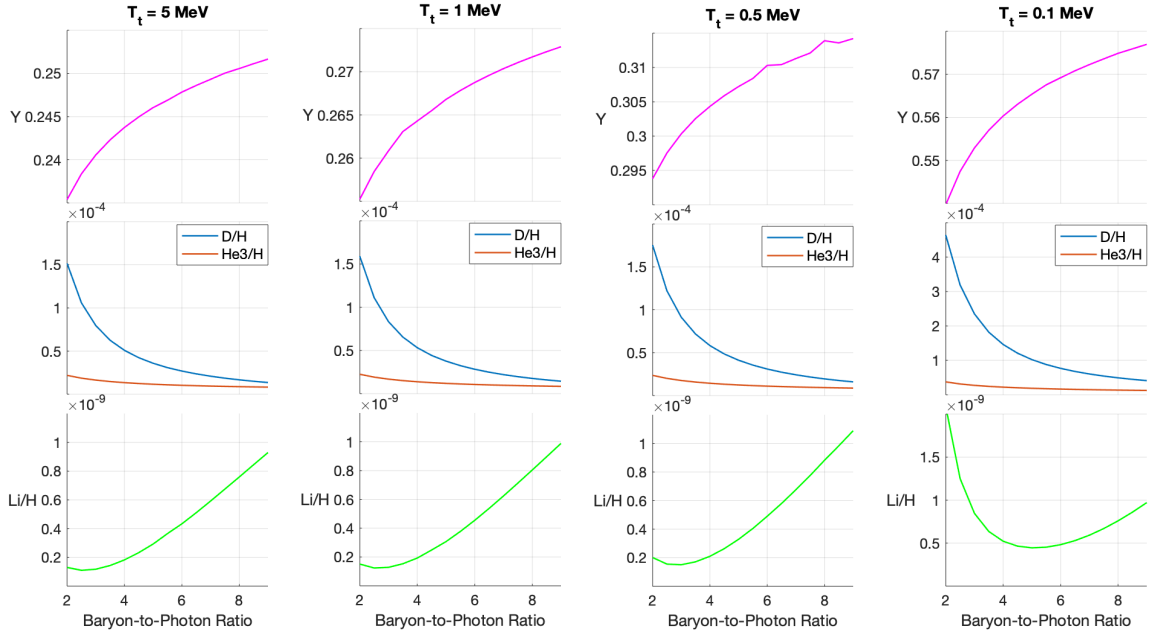 T_t = 5 MeV
0.25
Y 0.245
0.24
×10^-4
D/H
He3/H
1.5
1
0.5
×10^-9
1
0.8
Li/H 0.6
0.4
0.2
2 4 6 8
Baryon-to-Photon Ratio
T_t = 1 MeV
0.27
Y 0.265
0.26
×10^-4
D/H
He3/H
1.5
1
0.5
×10^-9
1
0.8
Li/H 0.6
0.4
0.2
2 4 6 8
Baryon-to-Photon Ratio
T_t = 0.5 MeV
0.31
0.305
Y
0.3
0.295
×10^-4
D/H
He3/H
1.5
1
0.5
×10^-9
1
0.8
Li/H 0.6
0.4
0.2
2 4 6 8
Baryon-to-Photon Ratio
T_t = 0.1 MeV
0.57
Y 0.56
0.55
×10^-4
D/H
He3/H
4
3
2
1
×10^-9
1.5
Li/H 1
0.5
2 4 6 8
Baryon-to-Photon Ratio